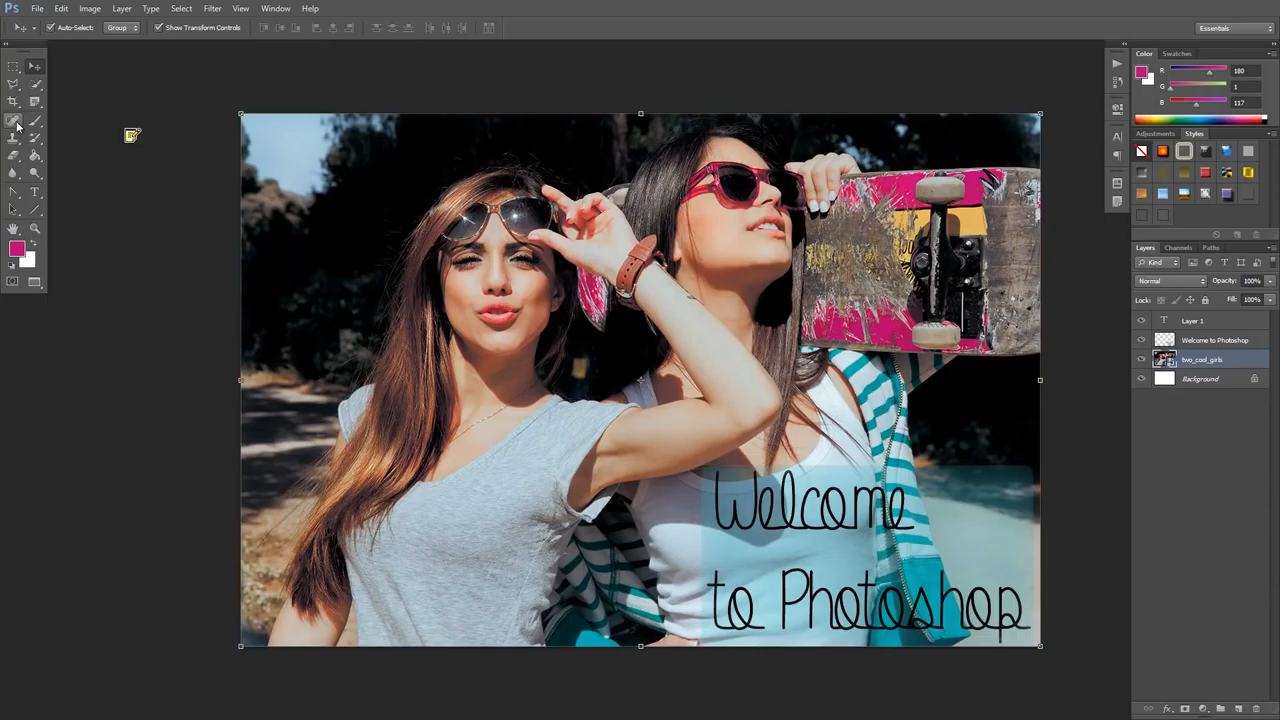 Ps File Edit Image Layer Type Select Filter View Window Help
Auto-Select: Group Show Transform Controls Essentials
Color Swatches
R 180
G 1
B 117
Adjustments Styles
Welcome
to Photoshop
Layers Channels Paths
Kind
Normal Opacity: 100%
Lock: Fill: 100%
Layer 1
Welcome to Photoshop
two_cool_girls
Background
fx